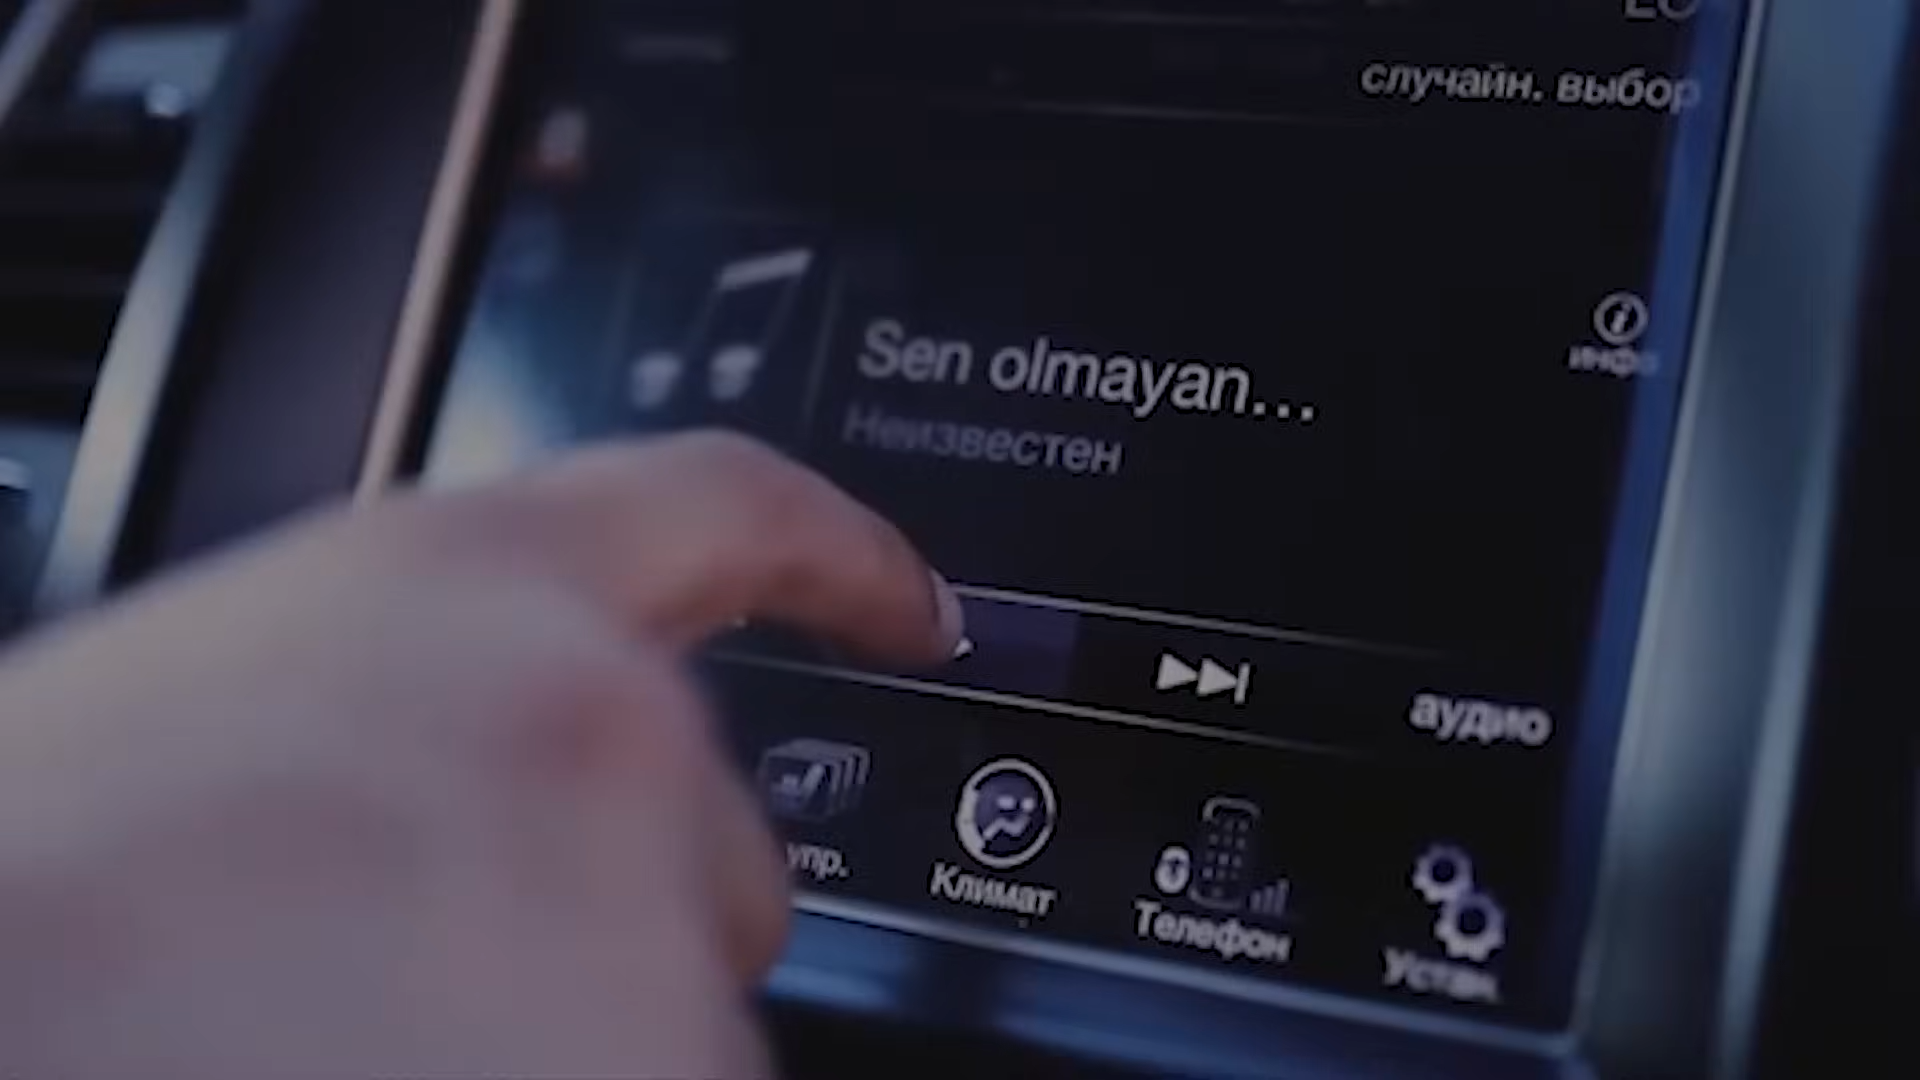 случайн. выбор
инфо
Sen olmayan...
Неизвестен
аудио
упр.
Климат
Телефон
Устан.